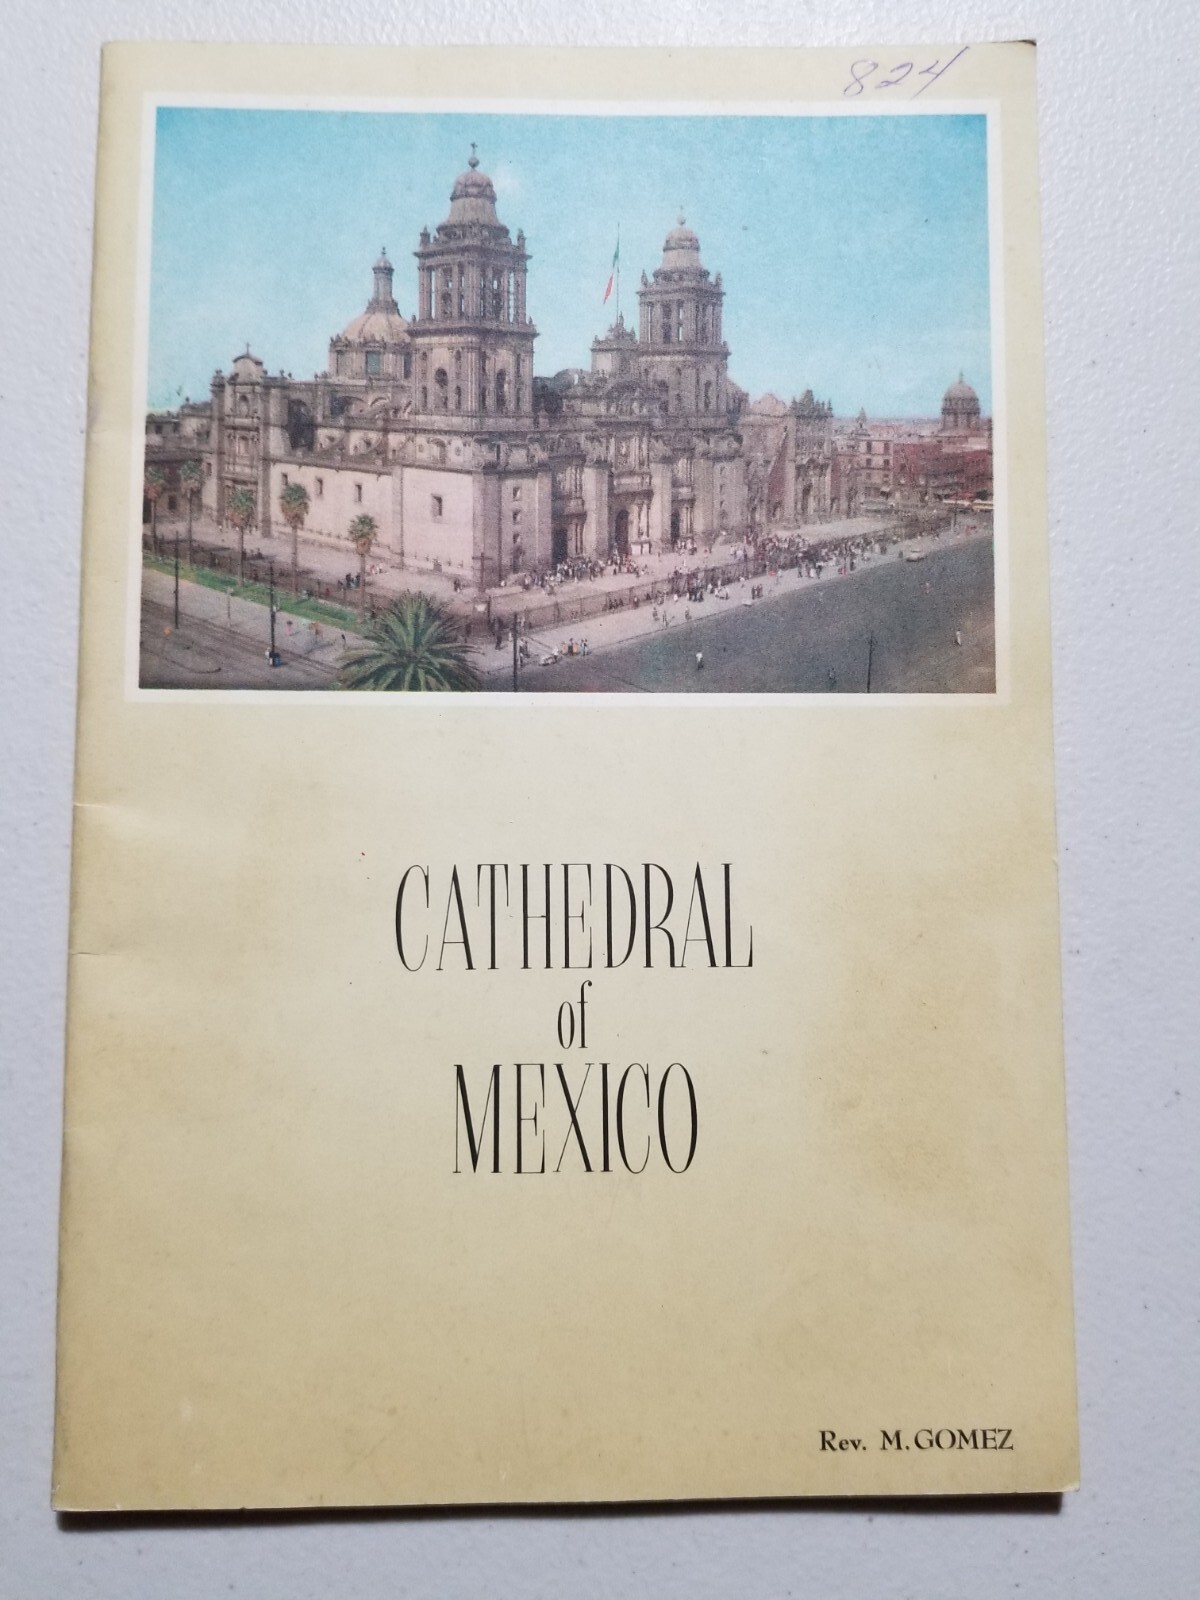 824
CATHEDRAL
of
MEXICO
Rev. M. GOMEZ